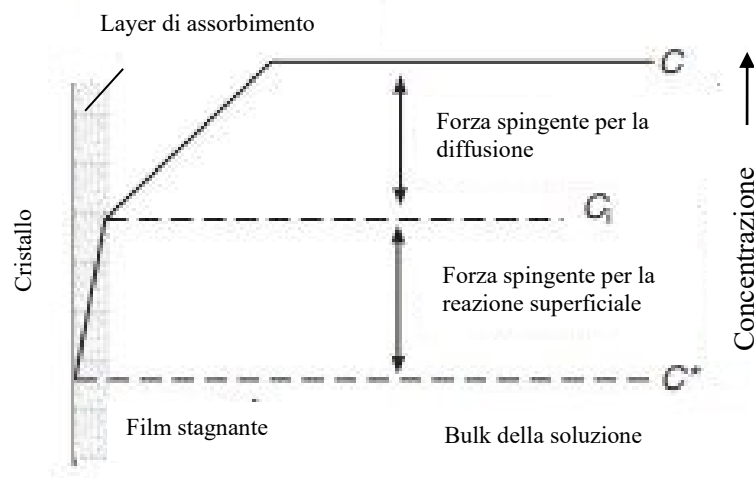 Layer di assorbimento
C
Forza spingente per la
diffusione
Cristallo
Cᵢ
Concentrazione
Forza spingente per la
reazione superficiale
C*
Film stagnante
Bulk della soluzione